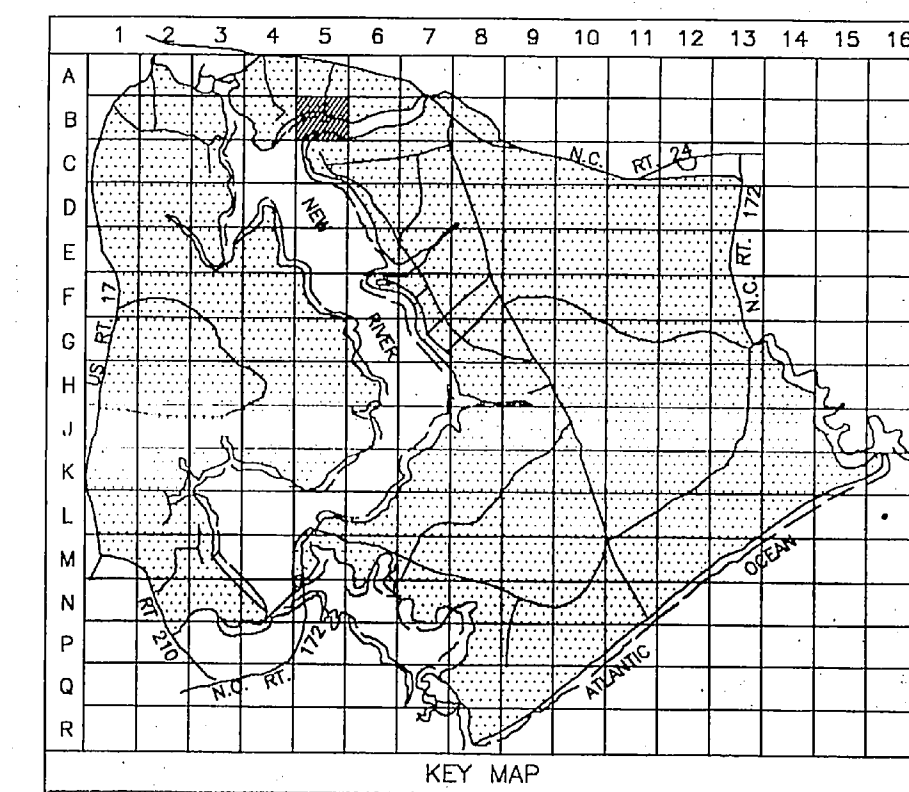 1 2 3 4 5 6 7 8 9 10 11 12 13 14 15 16
A
B
C
D
E
F
G
H
J
K
L
M
N
P
Q
R
N.C. RT. 24
N.C. RT. 172
NEW RIVER
US RT. 17
RT 210
N.C. RT. 172
ATLANTIC OCEAN
KEY MAP